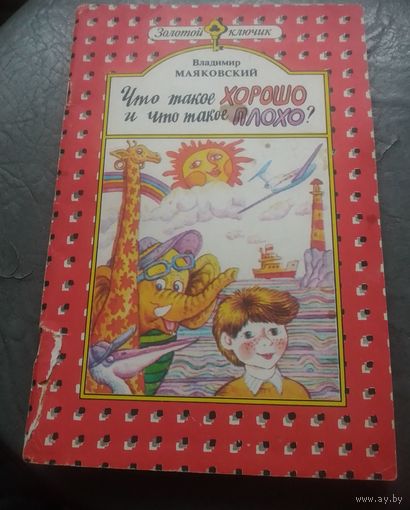 Золотой ключик
Владимир
МАЯКОВСКИЙ
Что такое ХОРОШО
и что такое ПЛОХО?
www.ay.by